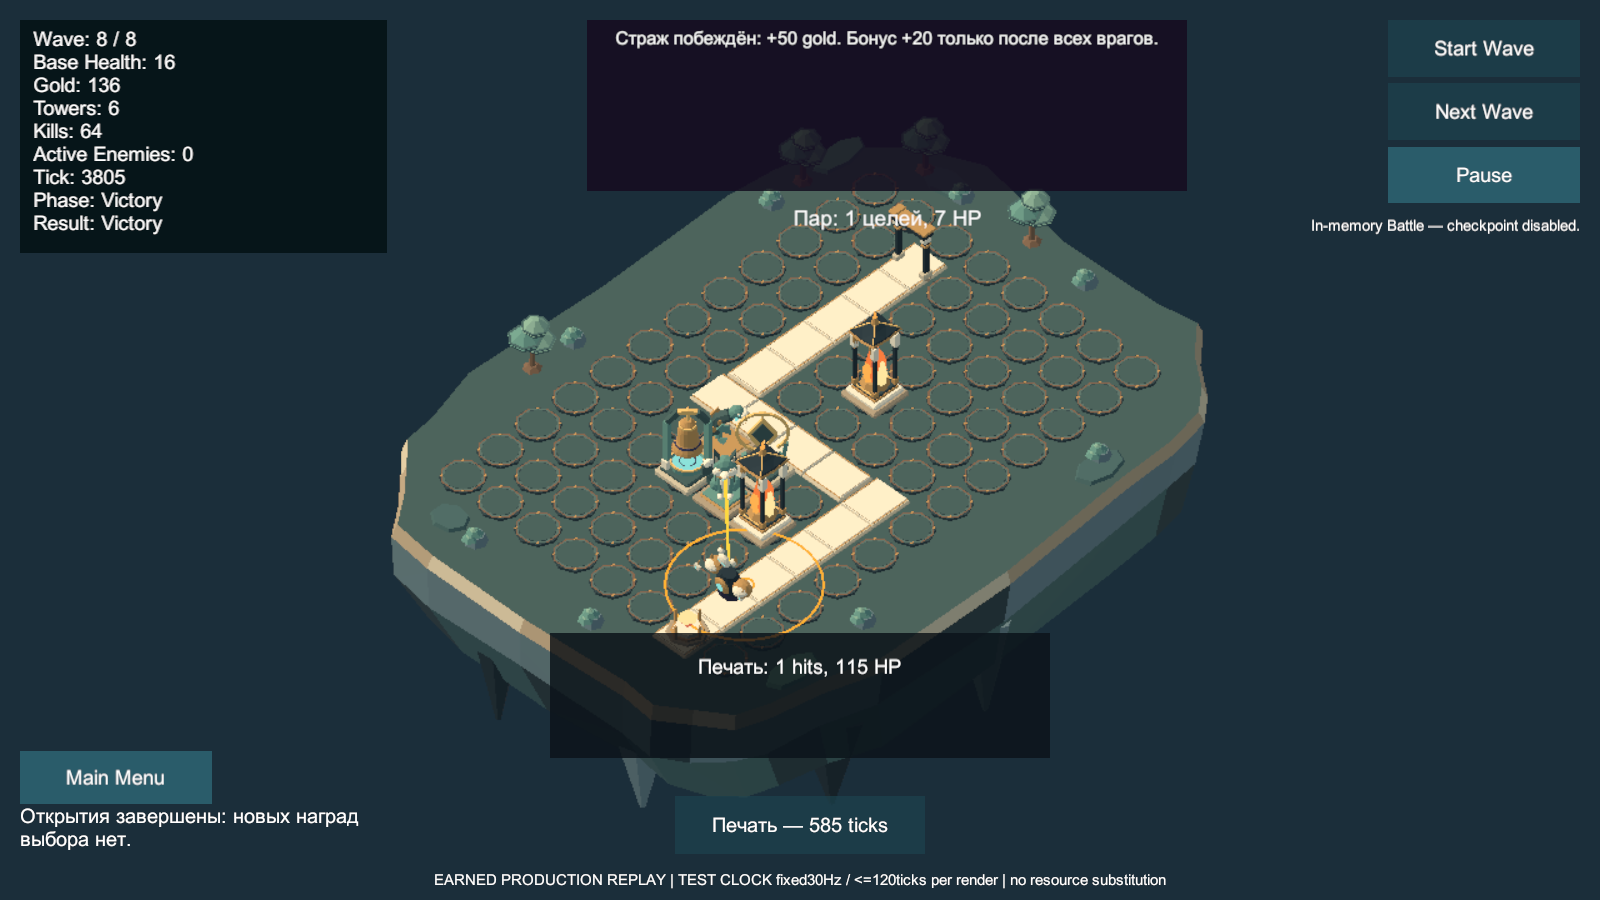 Wave: 8 / 8
Base Health: 16
Gold: 136
Towers: 6
Kills: 64
Active Enemies: 0
Tick: 3805
Phase: Victory
Result: Victory
Страж побеждён: +50 gold. Бонус +20 только после всех врагов.
Start Wave
Next Wave
Pause
In-memory Battle — checkpoint disabled.
Пар: 1 целей, 7 HP
Печать: 1 hits, 115 HP
Main Menu
Открытия завершены: новых наград
выбора нет.
Печать — 585 ticks
EARNED PRODUCTION REPLAY | TEST CLOCK fixed30Hz / <=120ticks per render | no resource substitution